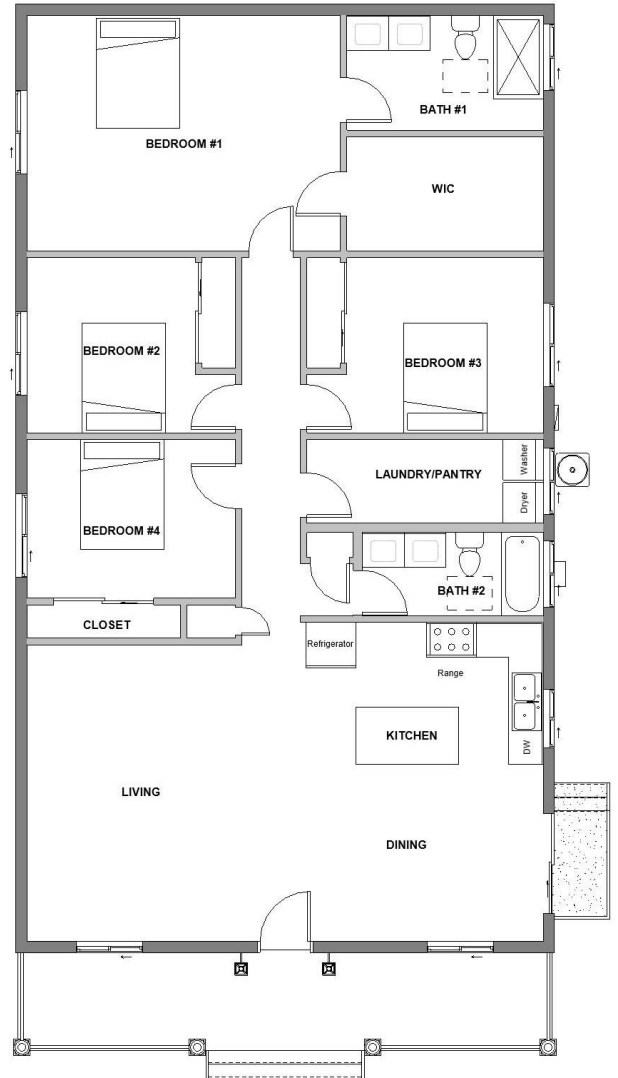 BATH #1
BEDROOM #1
WIC
BEDROOM #2
BEDROOM #3
Washer
LAUNDRY/PANTRY
Dryer
BEDROOM #4
BATH #2
CLOSET
Refrigerator
Range
KITCHEN
DW
LIVING
DINING